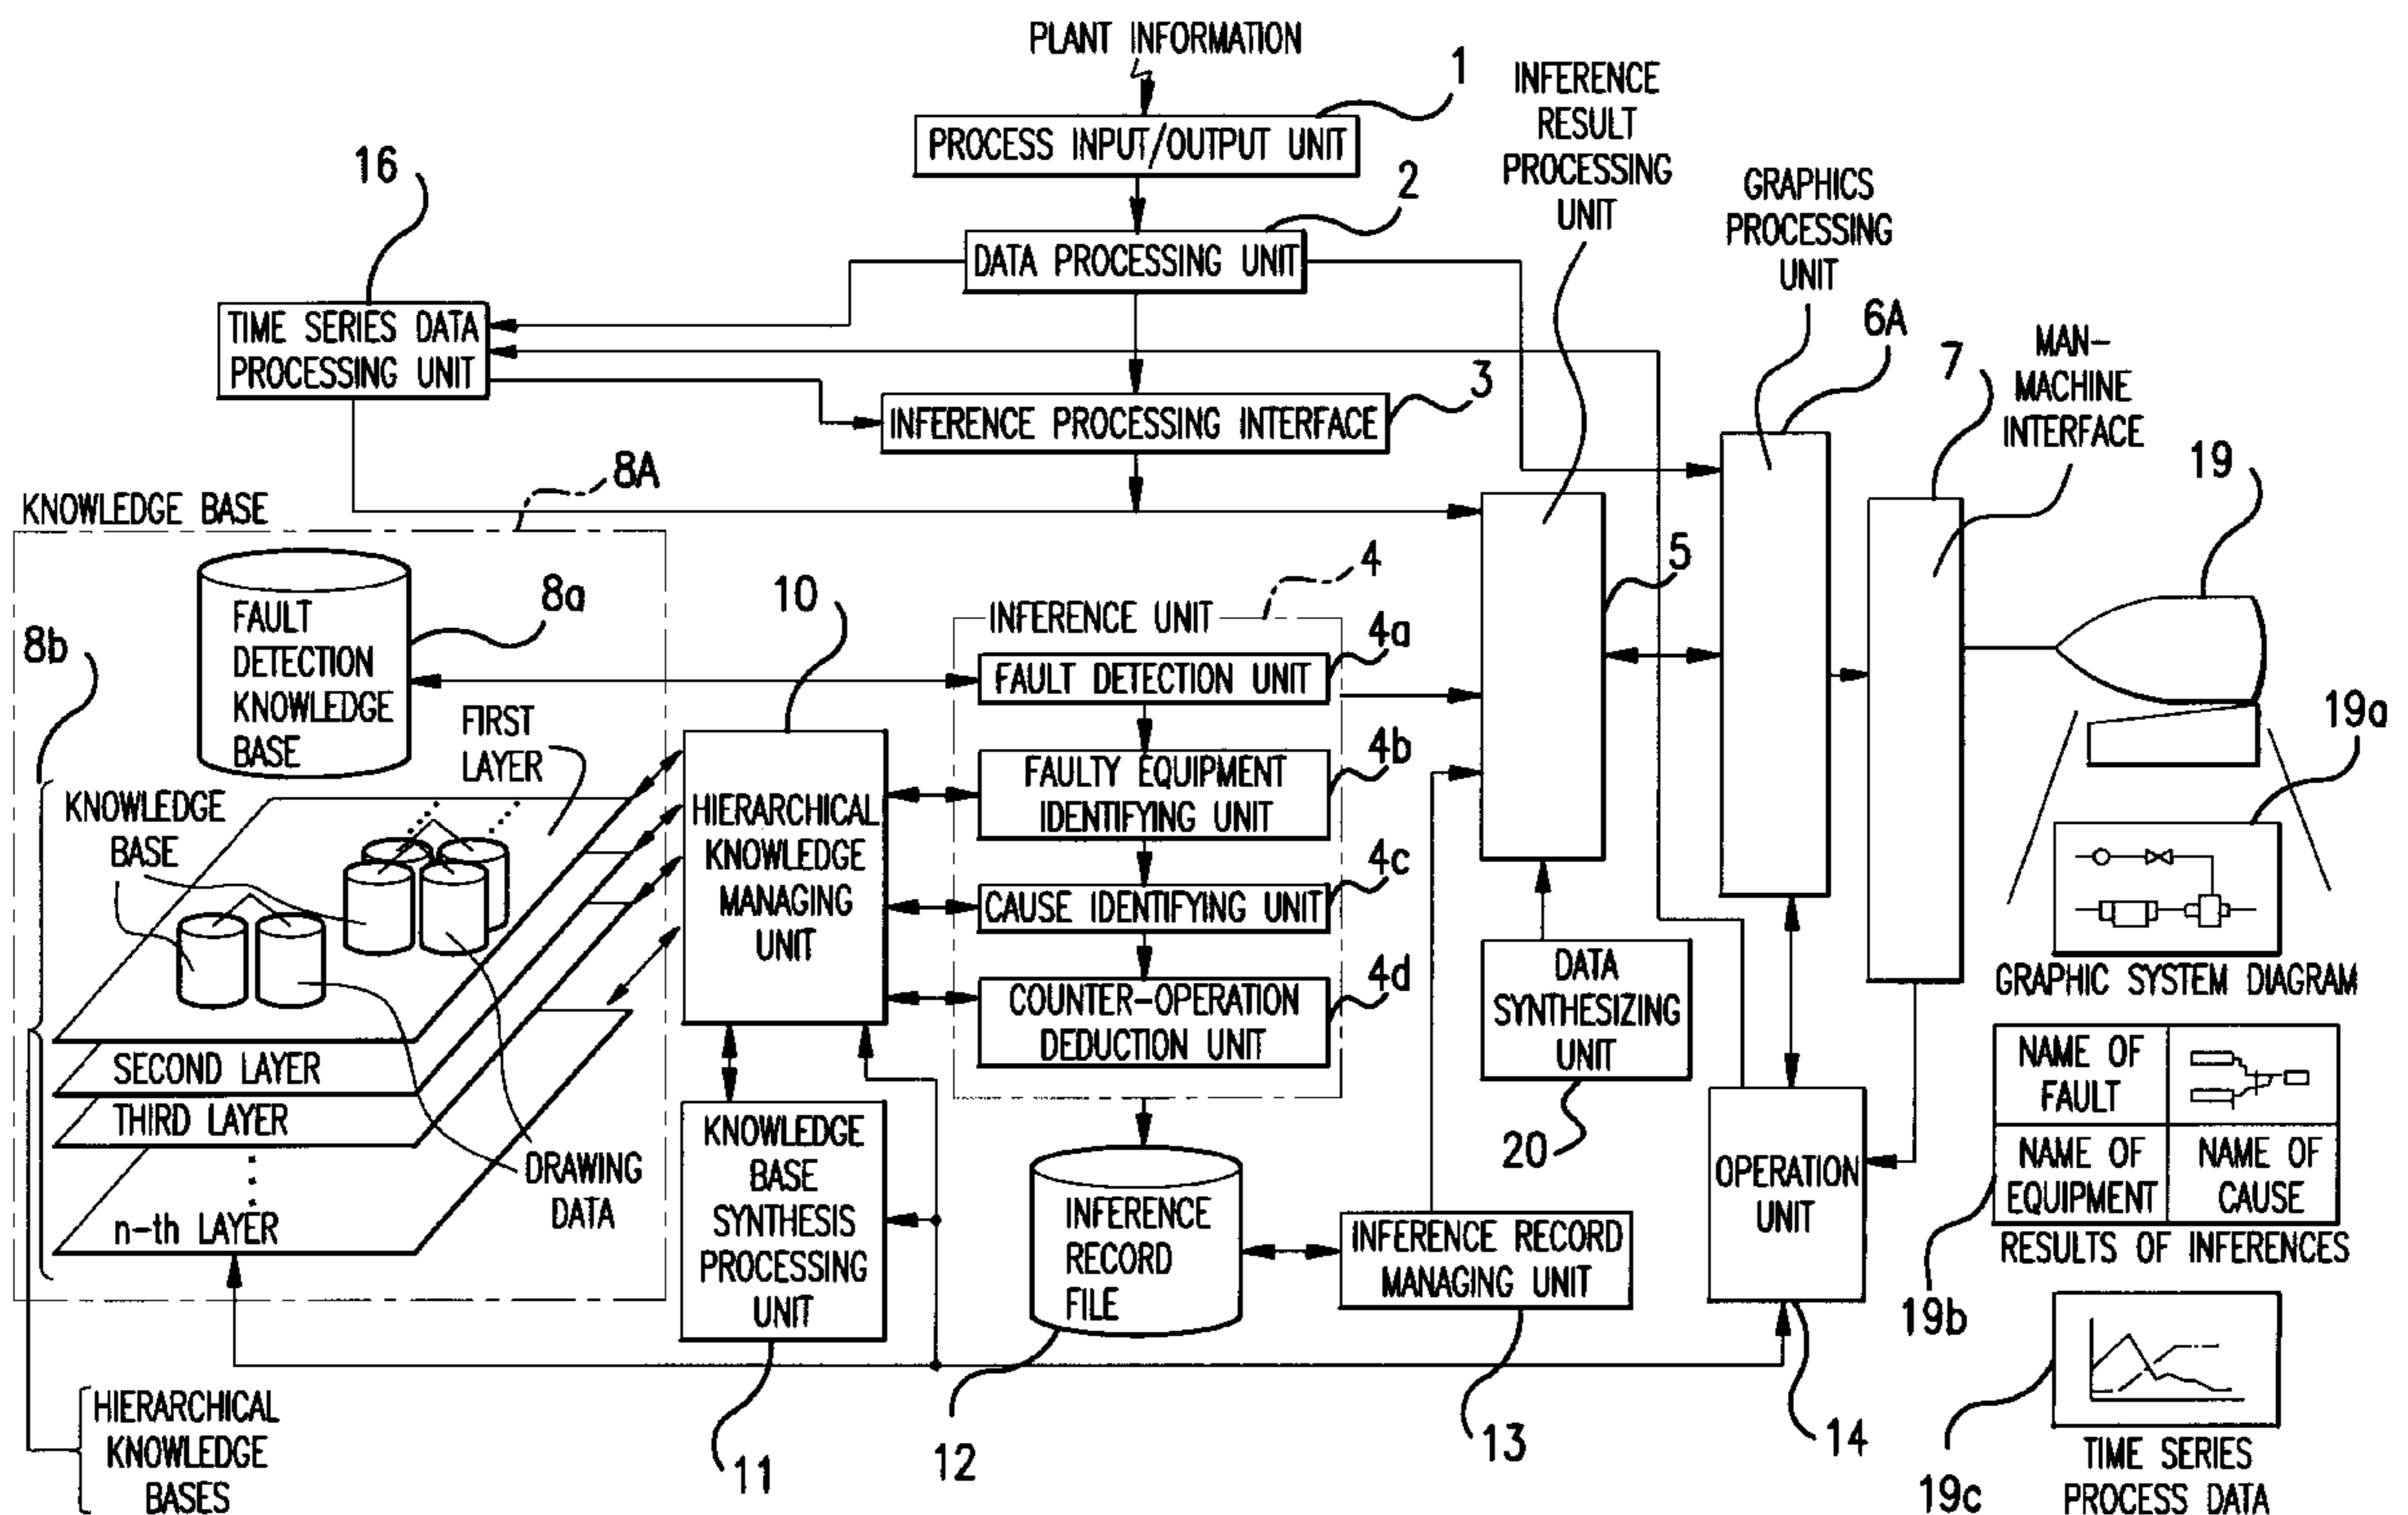 PLANT INFORMATION
1
PROCESS INPUT/OUTPUT UNIT
2
DATA PROCESSING UNIT
16
TIME SERIES DATA
PROCESSING UNIT
3
INFERENCE PROCESSING INTERFACE
INFERENCE
RESULT
PROCESSING
UNIT
5
GRAPHICS
PROCESSING
UNIT
6A
7
MAN-
MACHINE
INTERFACE
19
KNOWLEDGE BASE
8A
FAULT
DETECTION
KNOWLEDGE
BASE
8a
8b
KNOWLEDGE
BASE
FIRST
LAYER
SECOND LAYER
THIRD LAYER
n-th LAYER
DRAWING
DATA
HIERARCHICAL
KNOWLEDGE
BASES
10
HIERARCHICAL
KNOWLEDGE
MANAGING
UNIT
KNOWLEDGE
BASE
SYNTHESIS
PROCESSING
UNIT
11
4
INFERENCE UNIT
4a
FAULT DETECTION UNIT
4b
FAULTY EQUIPMENT
IDENTIFYING UNIT
4c
CAUSE IDENTIFYING UNIT
4d
COUNTER-OPERATION
DEDUCTION UNIT
INFERENCE
RECORD
FILE
12
INFERENCE RECORD
MANAGING UNIT
13
DATA
SYNTHESIZING
UNIT
20
OPERATION
UNIT
14
19a
GRAPHIC SYSTEM DIAGRAM
NAME OF
FAULT
NAME OF
EQUIPMENT
NAME OF
CAUSE
RESULTS OF INFERENCES
19b
19c
TIME SERIES
PROCESS DATA